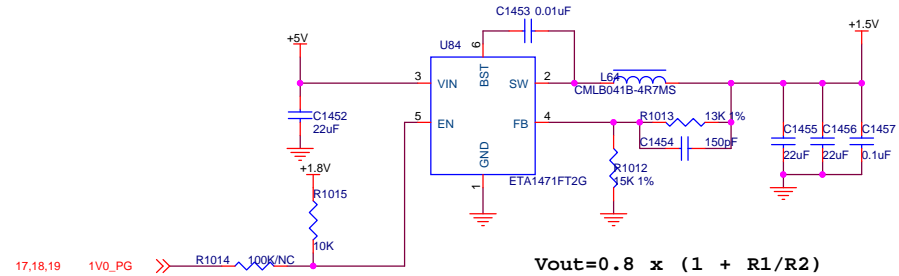 C1453 0.01uF
+5V
+1.5V
U84
6
3
VIN
BST
SW
2
L64
CMLB041B-4R7MS
C1452
22uF
5
EN
FB
4
R1013
13K 1%
C1454
150pF
C1455
C1456
C1457
22uF
22uF
0.1uF
GND
1
ETA1471FT2G
R1012
15K 1%
+1.8V
R1015
10K
17,18,19
1V0_PG
R1014
100K/NC
Vout=0.8 x (1 + R1/R2)